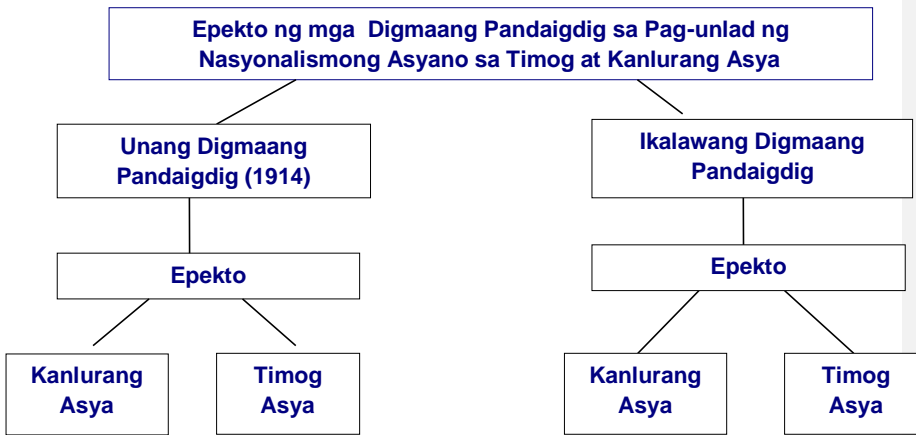 Epekto ng mga Digmaang Pandaigdig sa Pag-unlad ng
Nasyonalismong Asyano sa Timog at Kanlurang Asya
Unang Digmaang
Pandaigdig (1914)
Ikalawang Digmaang
Pandaigdig
Epekto
Epekto
Kanlurang
Asya
Timog
Asya
Kanlurang
Asya
Timog
Asya